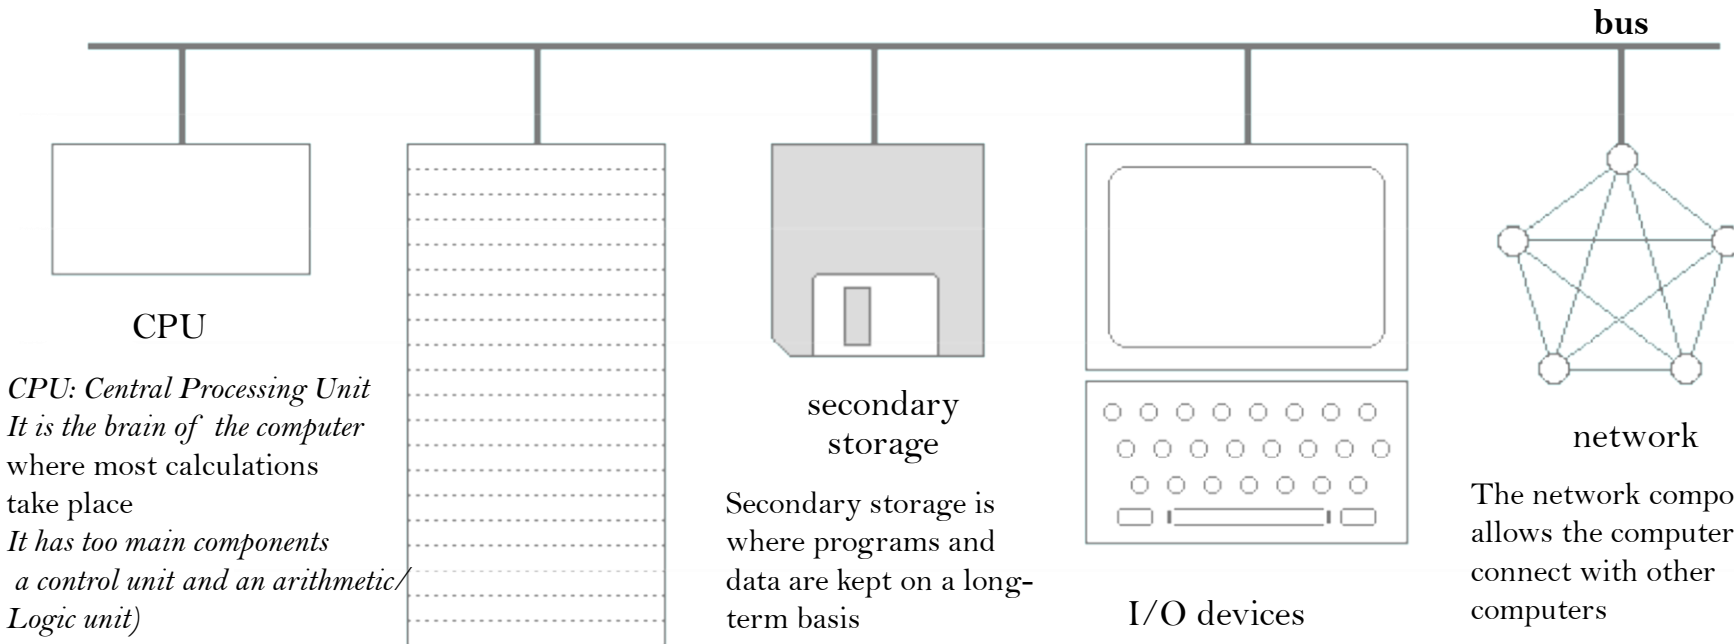 bus
CPU
CPU: Central Processing Unit
It is the brain of the computer
where most calculations
take place
It has too main components
a control unit and an arithmetic/
Logic unit)
secondary
storage
Secondary storage is
where programs and
data are kept on a long-
term basis
I/O devices
network
The network compo
allows the computer
connect with other
computers